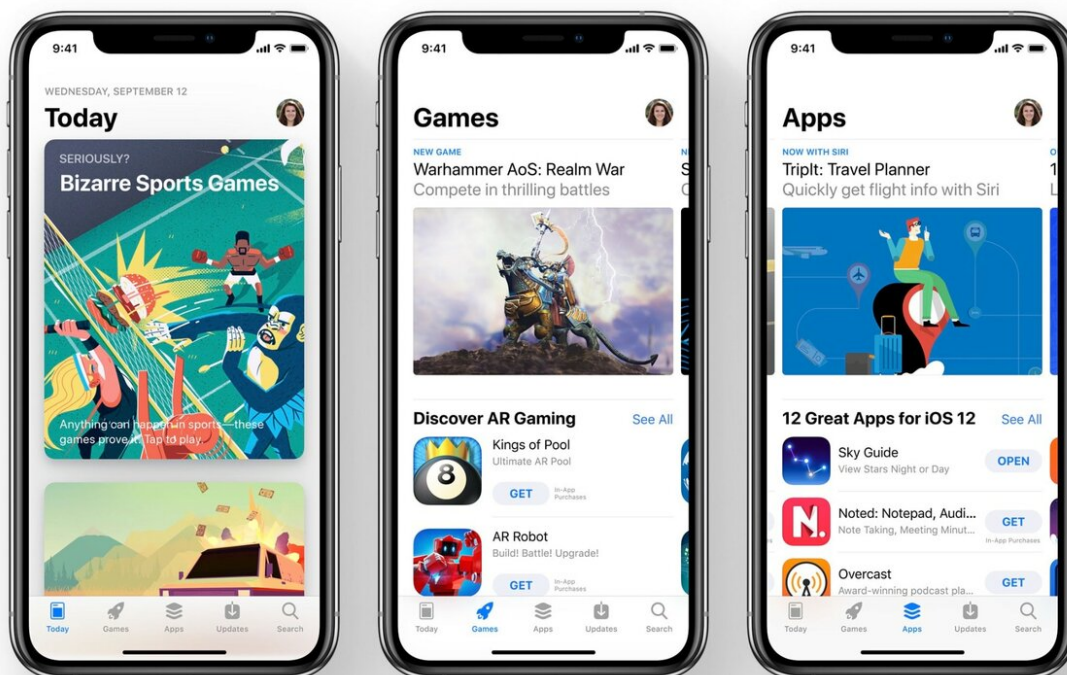 9:41
WEDNESDAY, SEPTEMBER 12
Today
SERIOUSLY?
Bizarre Sports Games
Anything can happen in sports—these
games prove it! Tap to play.
Today
Games
Apps
Updates
Search
9:41
Games
NEW GAME
Warhammer AoS: Realm War
Compete in thrilling battles
Discover AR Gaming
See All
8
Kings of Pool
Ultimate AR Pool
GET
In-App
Purchases
AR Robot
Build! Battle! Upgrade!
GET
In-App
Purchases
Today
Games
Apps
Updates
Search
9:41
Apps
NOW WITH SIRI
TripIt: Travel Planner
Quickly get flight info with Siri
12 Great Apps for iOS 12
See All
Sky Guide
View Stars Night or Day
OPEN
N.
Noted: Notepad, Audi...
Note Taking, Meeting Minut...
GET
In-App Purchases
Overcast
Award-winning podcast pla...
GET
Today
Games
Apps
Updates
Search